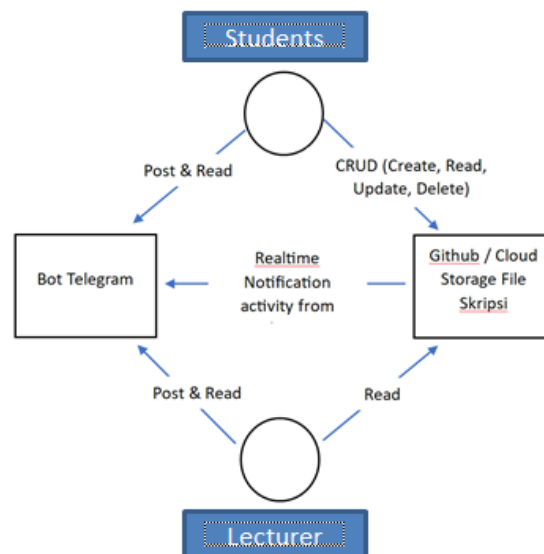 Students
Post & Read
CRUD (Create, Read,
Update, Delete)
Bot Telegram
Realtime
Notification
activity from
Github / Cloud
Storage File
Skripsi
Post & Read
Read
Lecturer